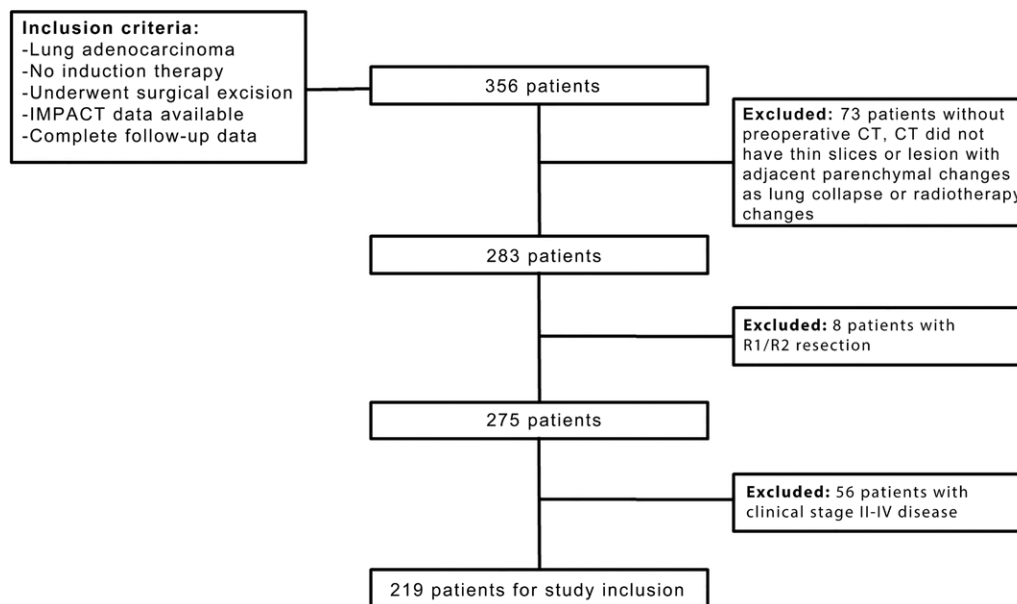 Inclusion criteria:
-Lung adenocarcinoma
-No induction therapy
-Underwent surgical excision
-IMPACT data available
-Complete follow-up data
356 patients
Excluded: 73 patients without
preoperative CT, CT did not
have thin slices or lesion with
adjacent parenchymal changes
as lung collapse or radiotherapy
changes
283 patients
Excluded: 8 patients with
R1/R2 resection
275 patients
Excluded: 56 patients with
clinical stage II-IV disease
219 patients for study inclusion